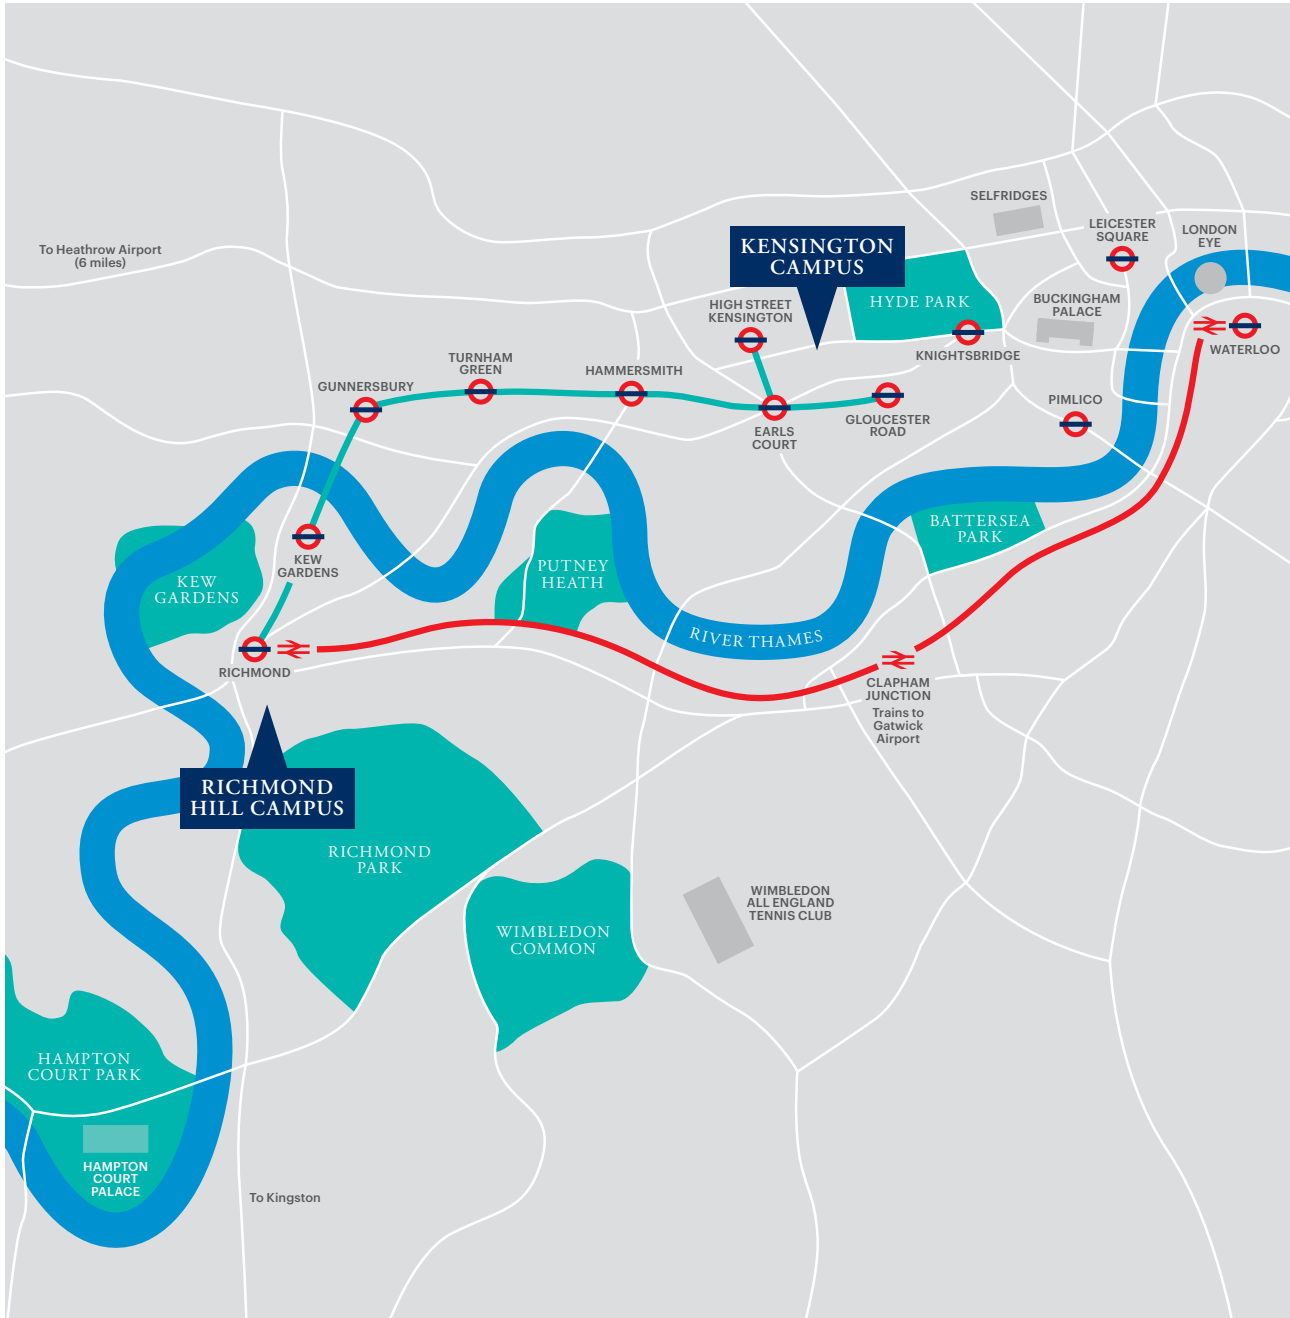 SELFRIDGES
LEICESTER
SQUARE
LONDON
EYE
To Heathrow Airport
(6 miles)
KENSINGTON
CAMPUS
HYDE PARK
HIGH STREET
KENSINGTON
BUCKINGHAM
PALACE
KNIGHTSBRIDGE
WATERLOO
TURNHAM
GREEN
HAMMERSMITH
GUNNERSBURY
PIMLICO
GLOUCESTER
ROAD
EARLS
COURT
BATTERSEA
PARK
KEW
GARDENS
PUTNEY
HEATH
KEW
GARDENS
RIVER THAMES
RICHMOND
CLAPHAM
JUNCTION
Trains to
Gatwick
Airport
RICHMOND
HILL CAMPUS
RICHMOND
PARK
WIMBLEDON
ALL ENGLAND
TENNIS CLUB
WIMBLEDON
COMMON
HAMPTON
COURT PARK
HAMPTON
COURT
PALACE
To Kingston